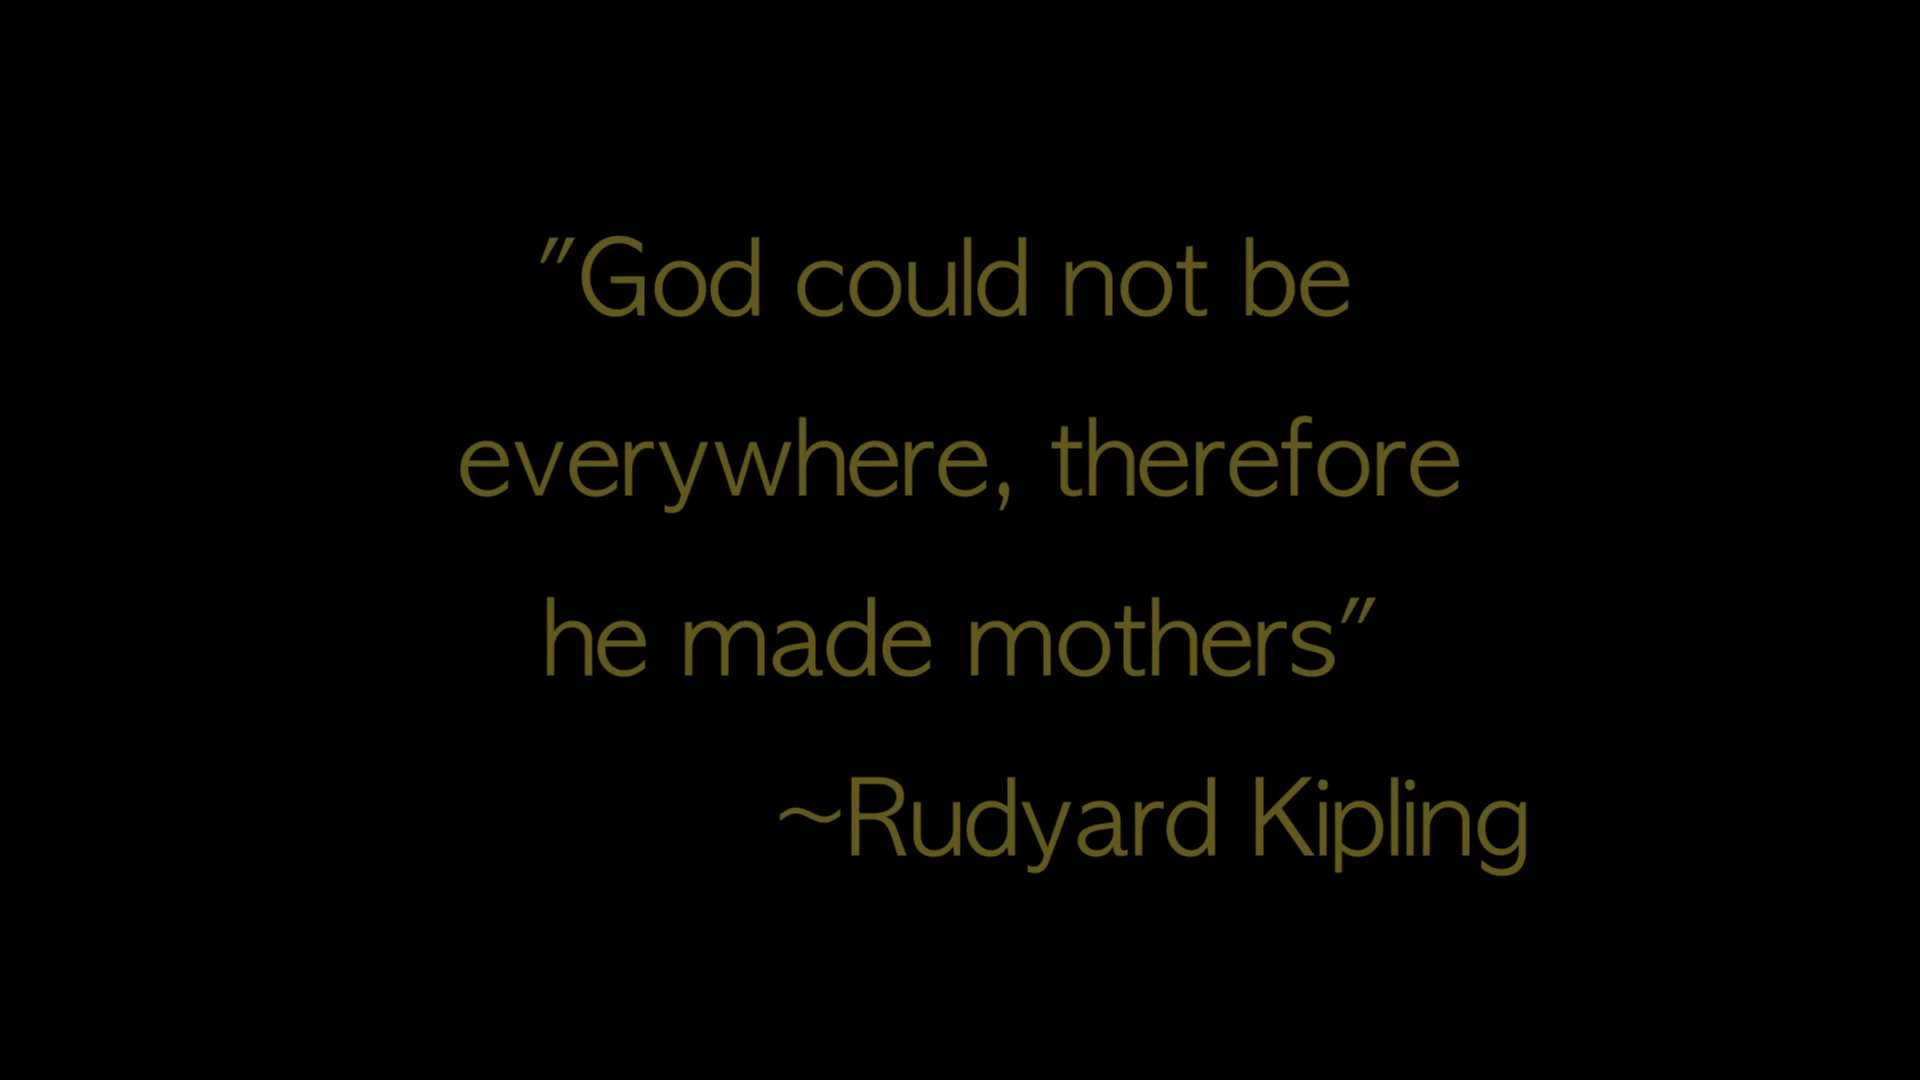 "God could not be
everywhere, therefore
he made mothers"
~Rudyard Kipling